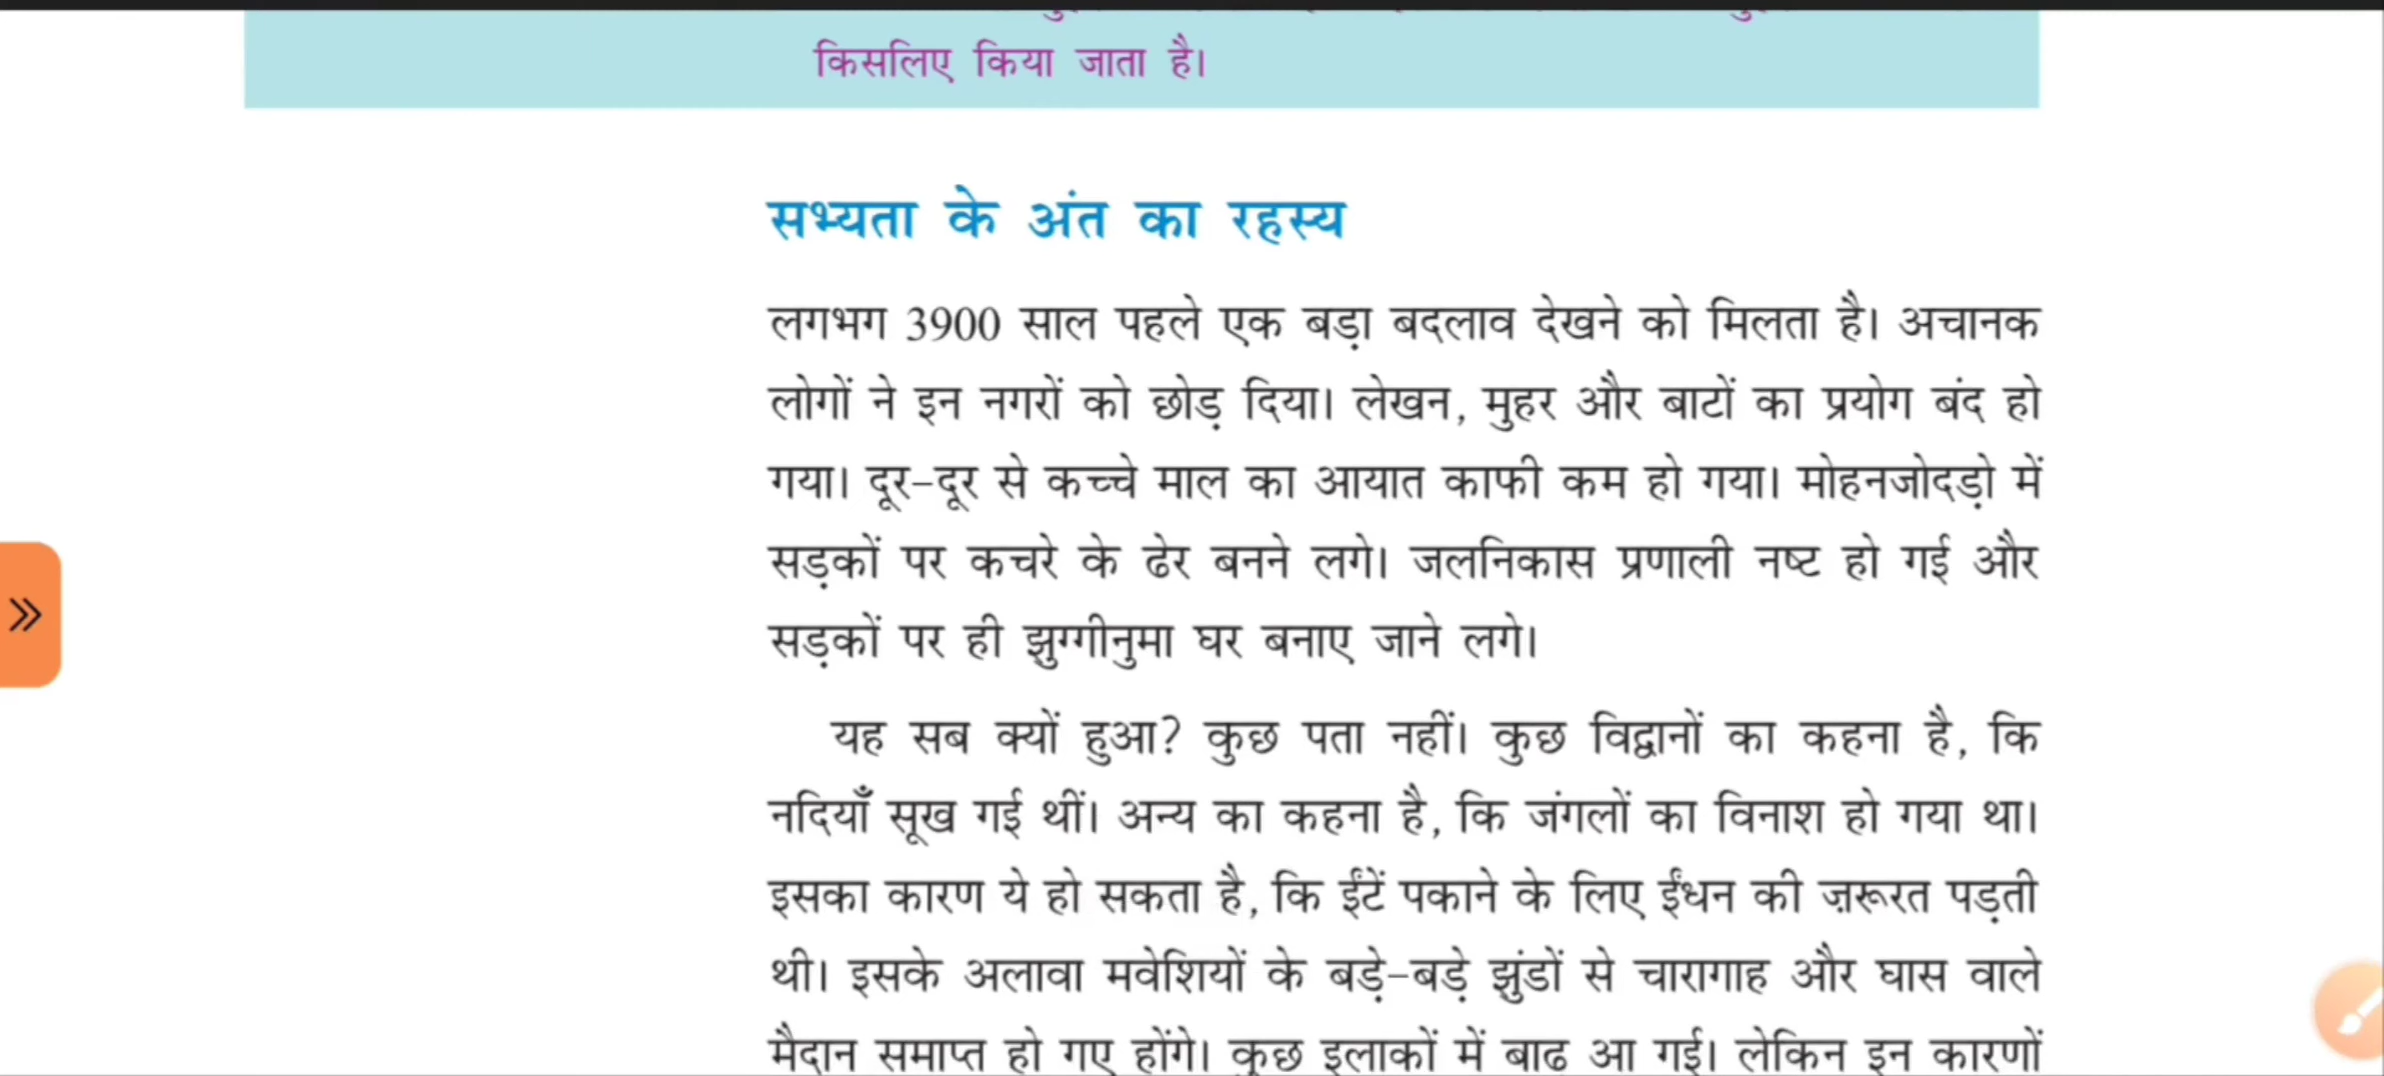 किसलिए किया जाता है।
सभ्यता के अंत का रहस्य
लगभग 3900 साल पहले एक बड़ा बदलाव देखने को मिलता है। अचानक
लोगों ने इन नगरों को छोड़ दिया। लेखन, मुहर और बाटों का प्रयोग बंद हो
गया। दूर-दूर से कच्चे माल का आयात काफी कम हो गया। मोहनजोदड़ो में
सड़कों पर कचरे के ढेर बनने लगे। जलनिकास प्रणाली नष्ट हो गई और
सड़कों पर ही झुग्गीनुमा घर बनाए जाने लगे।
यह सब क्यों हुआ? कुछ पता नहीं। कुछ विद्वानों का कहना है, कि
नदियाँ सूख गई थीं। अन्य का कहना है, कि जंगलों का विनाश हो गया था।
इसका कारण ये हो सकता है, कि ईंटें पकाने के लिए ईंधन की ज़रूरत पड़ती
थी। इसके अलावा मवेशियों के बड़े-बड़े झुंडों से चारागाह और घास वाले
मैदान समाप्त हो गए होंगे। कुछ इलाकों में बाढ आ गई। लेकिन इन कारणों